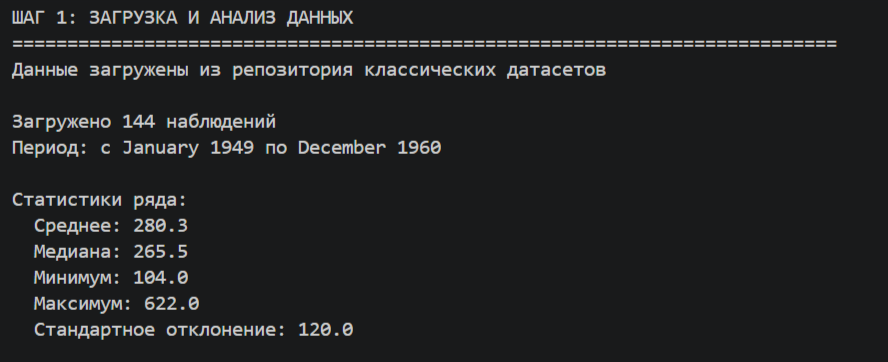 ШАГ 1: ЗАГРУЗКА И АНАЛИЗ ДАННЫХ
===========================================================================
Данные загружены из репозитория классических датасетов
Загружено 144 наблюдений
Период: с January 1949 по December 1960
Статистики ряда:
Среднее: 280.3
Медиана: 265.5
Минимум: 104.0
Максимум: 622.0
Стандартное отклонение: 120.0